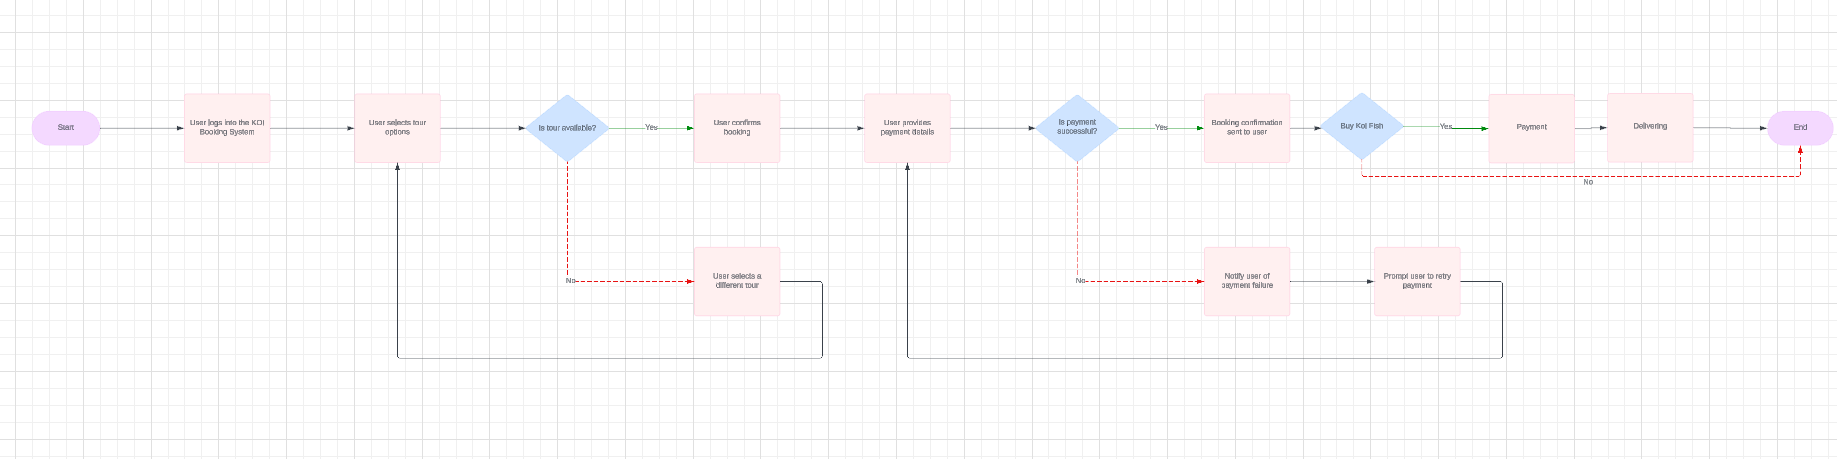 Start
User logs into the KOI
Booking System
User selects tour
options
Is tour available?
Yes
User confirms
booking
User provides
payment details
Is payment
successful?
Yes
Booking confirmation
sent to user
Buy Koi Fish
Yes
Payment
Delivering
End
No
No
User selects a
different tour
No
Notify user of
payment failure
Prompt user to retry
payment